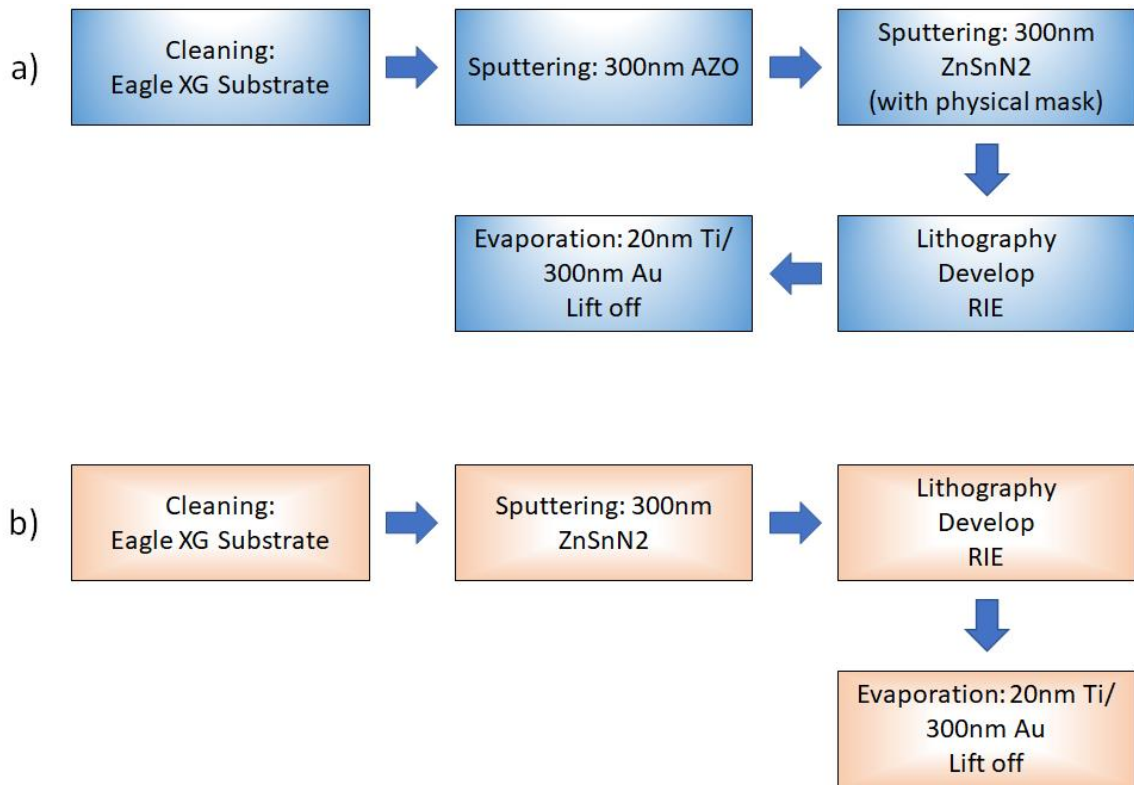 a)
Cleaning:
Eagle XG Substrate
Sputtering: 300nm AZO
Sputtering: 300nm
ZnSnN2
(with physical mask)
Lithography
Develop
RIE
Evaporation: 20nm Ti/
300nm Au
Lift off
b)
Cleaning:
Eagle XG Substrate
Sputtering: 300nm
ZnSnN2
Lithography
Develop
RIE
Evaporation: 20nm Ti/
300nm Au
Lift off